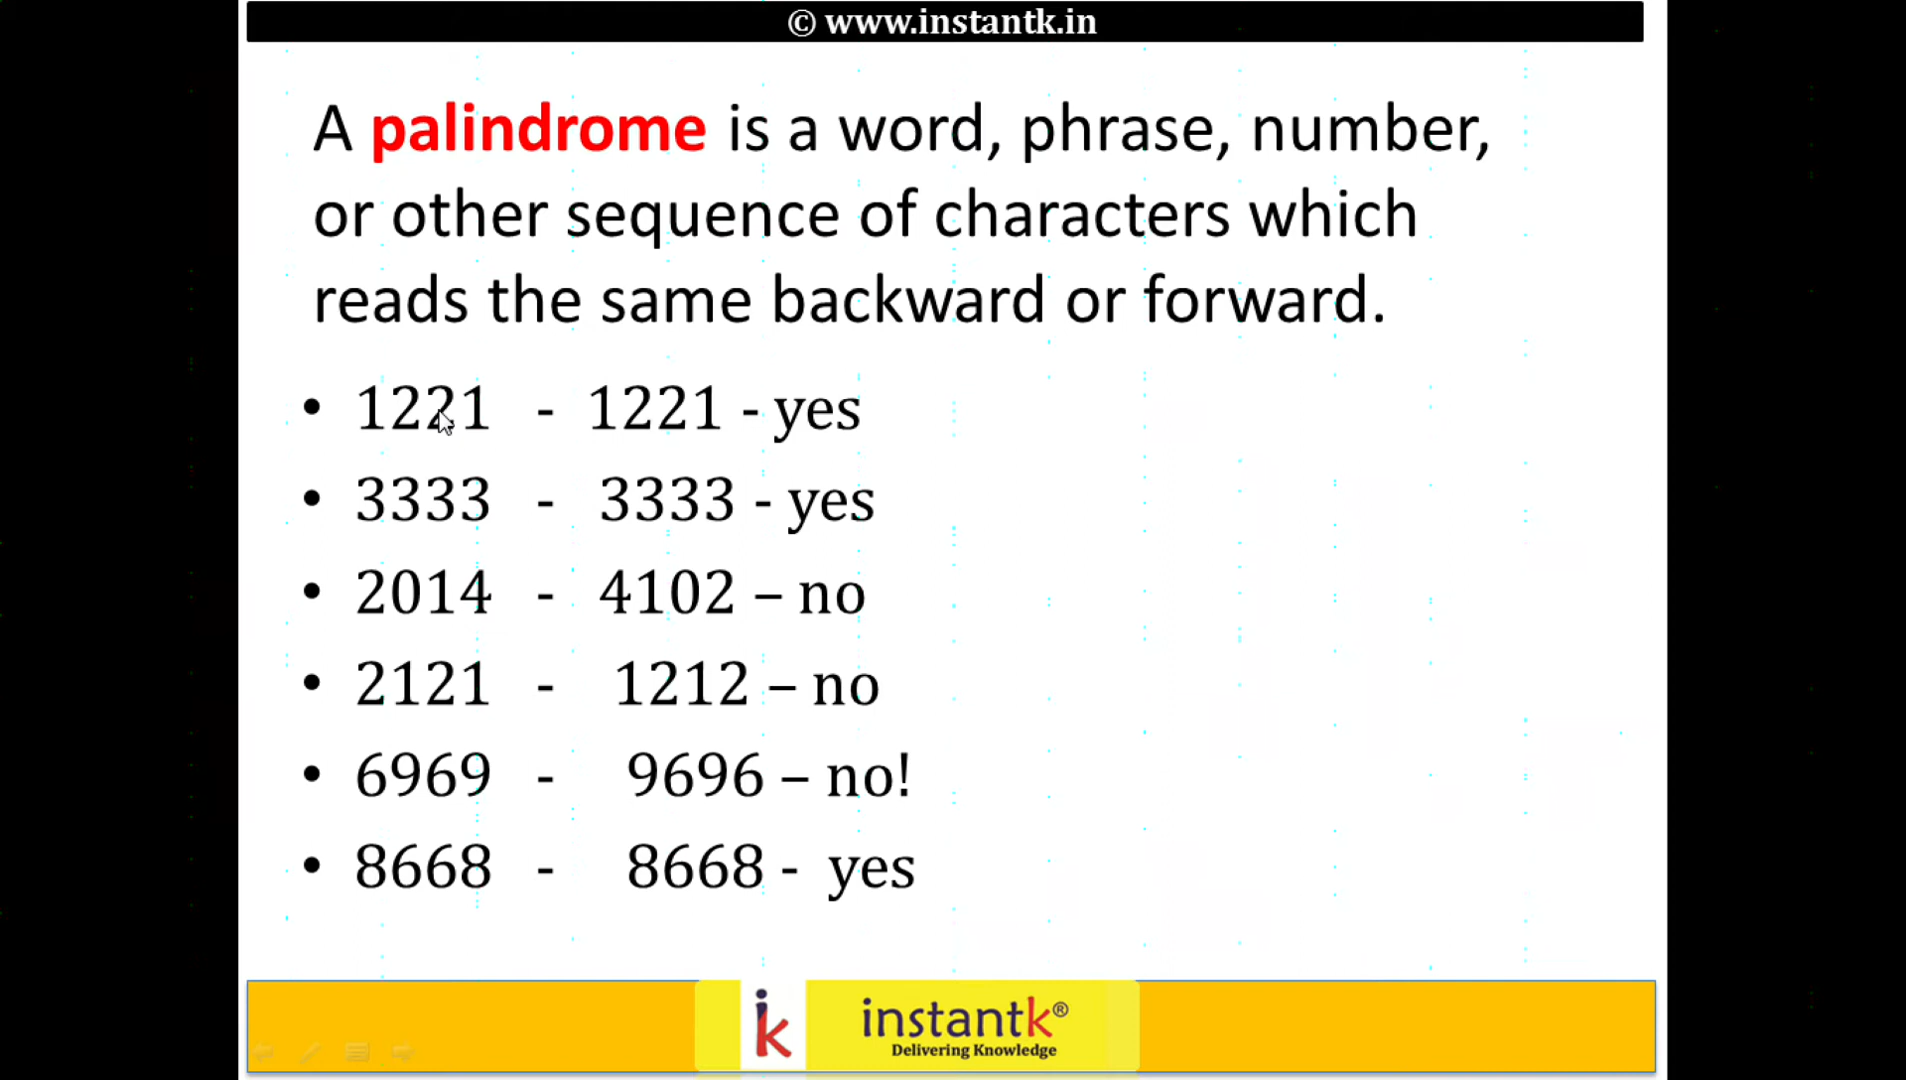 © www.instantk.in
A palindrome is a word, phrase, number,
or other sequence of characters which
reads the same backward or forward.
• 1221 - 1221 - yes
• 3333 - 3333 - yes
• 2014 - 4102 – no
• 2121 - 1212 – no
• 6969 - 9696 – no!
• 8668 - 8668 - yes
ik instantk®
Delivering Knowledge